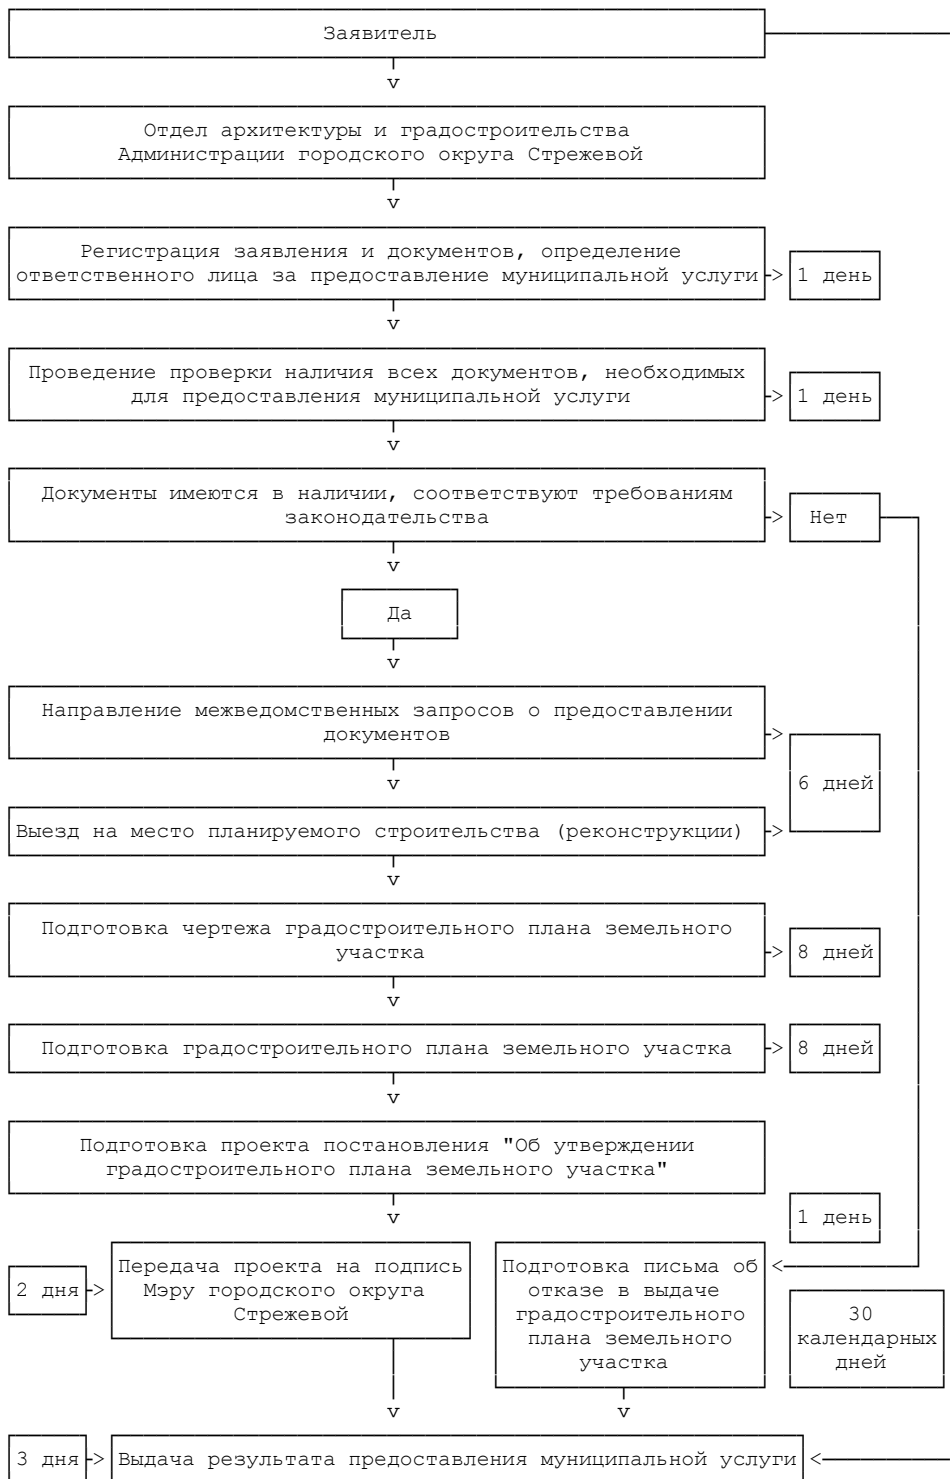 Заявитель
v
Отдел архитектуры и градостроительства
Администрации городского округа Стрежевой
v
Регистрация заявления и документов, определение
ответственного лица за предоставление муниципальной услуги -> 1 день
v
Проведение проверки наличия всех документов, необходимых
для предоставления муниципальной услуги -> 1 день
v
Документы имеются в наличии, соответствуют требованиям
законодательства -> Нет
v
Да
v
Направление межведомственных запросов о предоставлении
документов ->
v
6 дней
Выезд на место планируемого строительства (реконструкции) ->
v
Подготовка чертежа градостроительного плана земельного
участка -> 8 дней
v
Подготовка градостроительного плана земельного участка -> 8 дней
v
Подготовка проекта постановления "Об утверждении
градостроительного плана земельного участка"
v
1 день
2 дня ->
Передача проекта на подпись
Мэру городского округа
Стрежевой
Подготовка письма об <
отказе в выдаче
градостроительного
плана земельного
участка
30
календарных
дней
v v
3 дня -> Выдача результата предоставления муниципальной услуги <